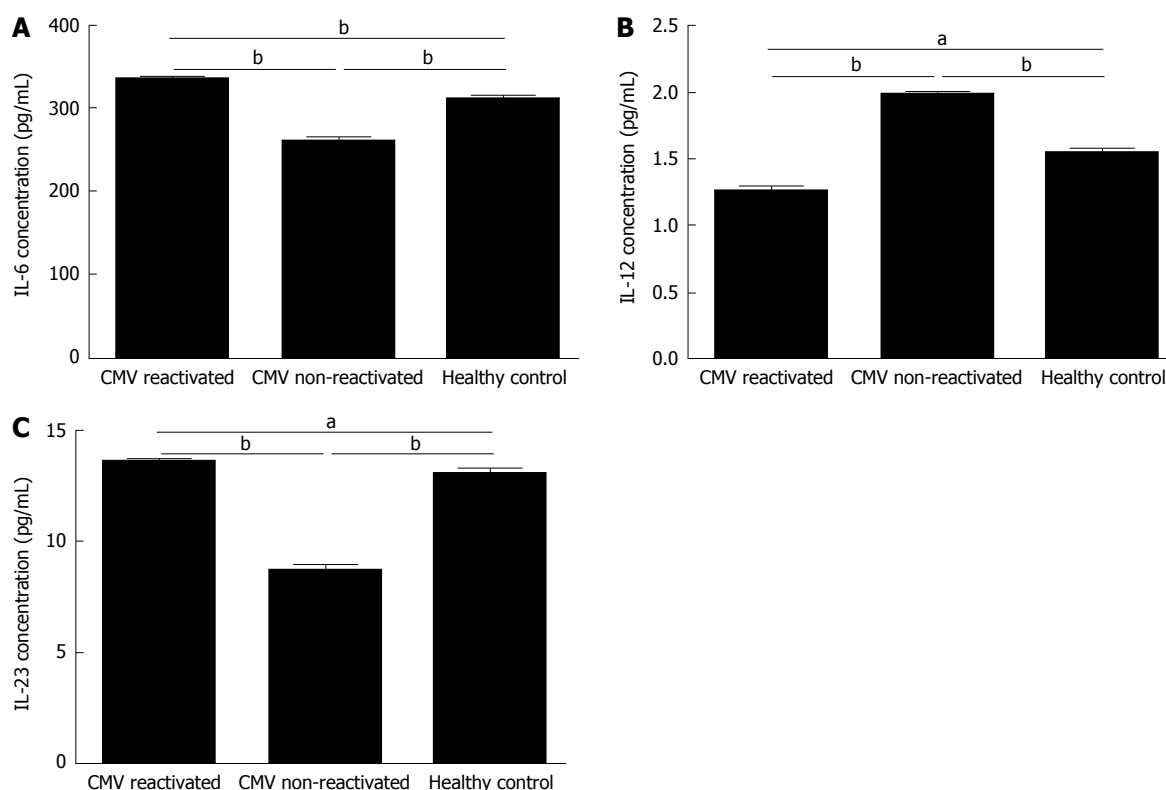 A
IL-6 concentration (pg/mL)
400
300
200
100
0
b
b
b
CMV reactivated
CMV non-reactivated
Healthy control
B
IL-12 concentration (pg/mL)
2.5
2.0
1.5
1.0
0.5
0.0
a
b
b
CMV reactivated
CMV non-reactivated
Healthy control
C
IL-23 concentration (pg/mL)
15
10
5
0
a
b
b
CMV reactivated
CMV non-reactivated
Healthy control